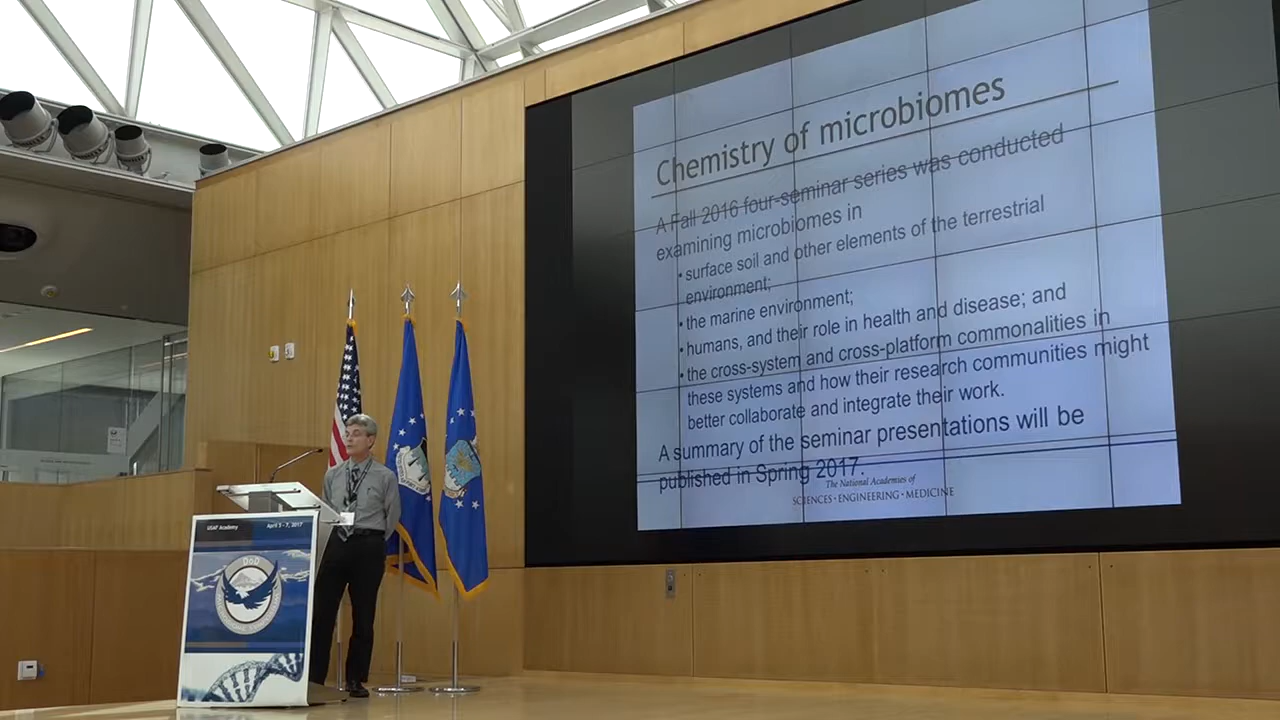 Chemistry of microbiomes
A Fall 2016 four-seminar series was conducted
examining microbiomes in
• surface soil and other elements of the terrestrial
environment;
• the marine environment;
• humans, and their role in health and disease; and
• the cross-system and cross-platform commonalities in
these systems and how their research communities might
better collaborate and integrate their work.
A summary of the seminar presentations will be
published in Spring 2017.
The National Academies of
SCIENCES • ENGINEERING • MEDICINE
USAF Academy April 3 - 7, 2017
DoD